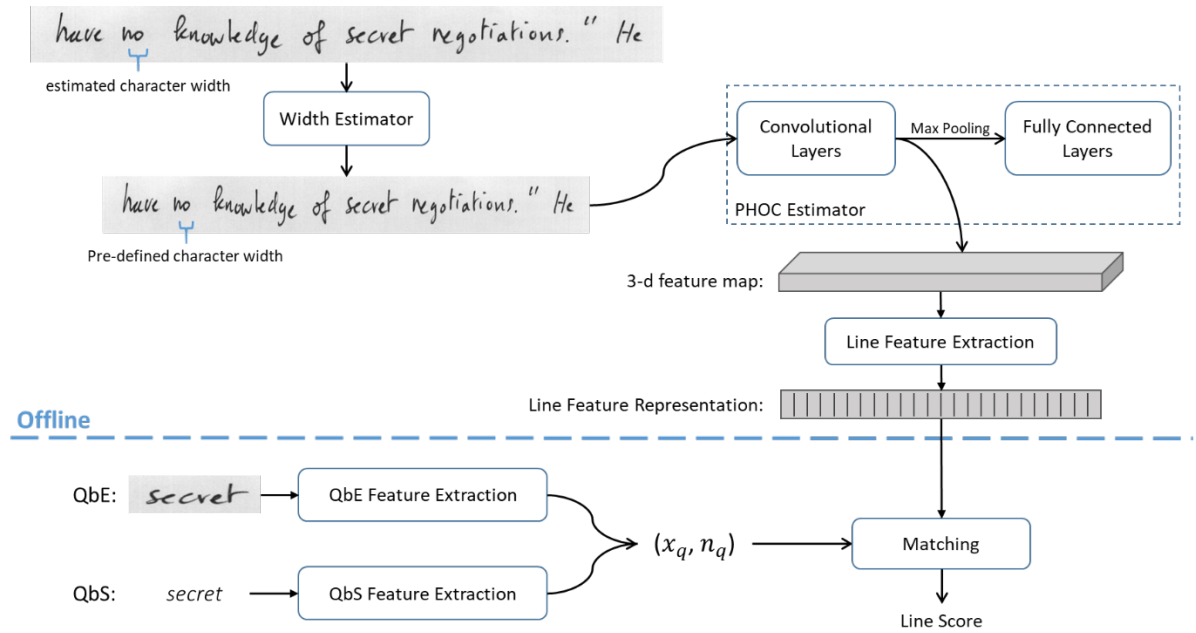 have no knowledge of secret negotiations." He
estimated character width
Width Estimator
have no knowledge of secret negotiations." He
Pre-defined character width
Convolutional
Layers
Max Pooling
Fully Connected
Layers
PHOC Estimator
3-d feature map:
Line Feature Extraction
Line Feature Representation:
Offline
QbE:
secret
QbE Feature Extraction
QbS:
secret
QbS Feature Extraction
(x_q, n_q)
Matching
Line Score